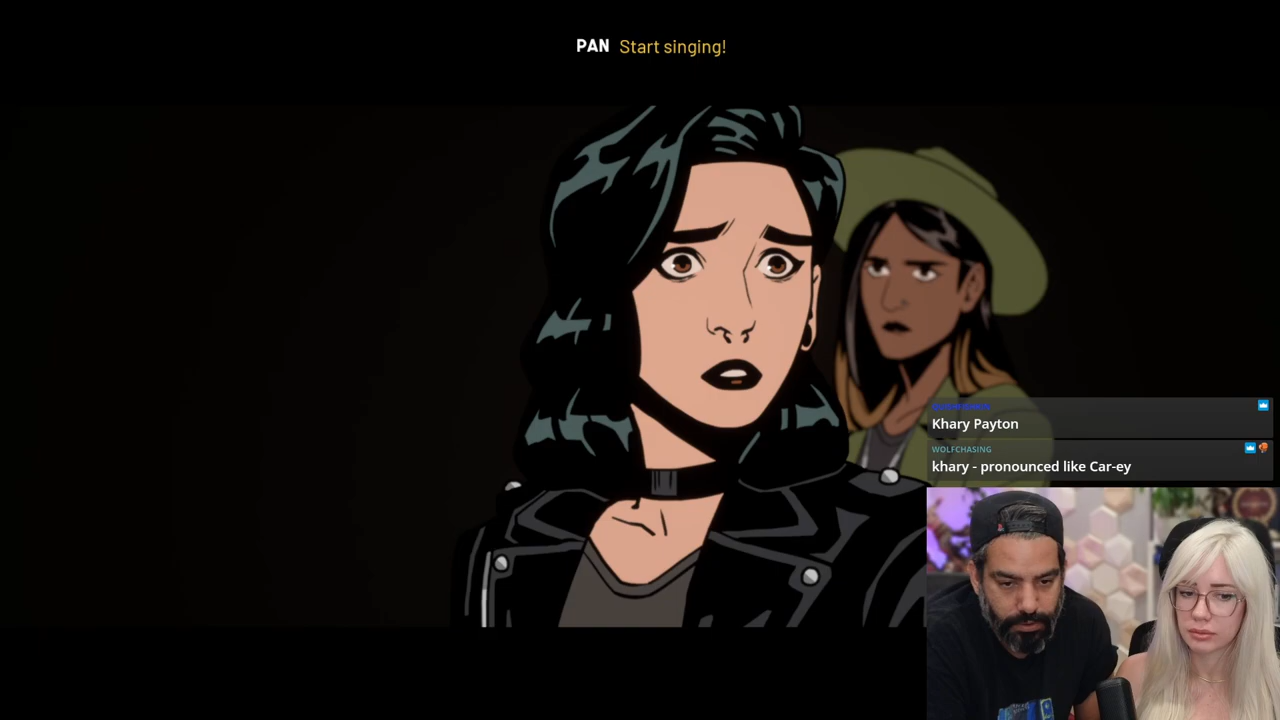 PAN Start singing!
Khary Payton
WOLFCHASING
khary - pronounced like Car-ey